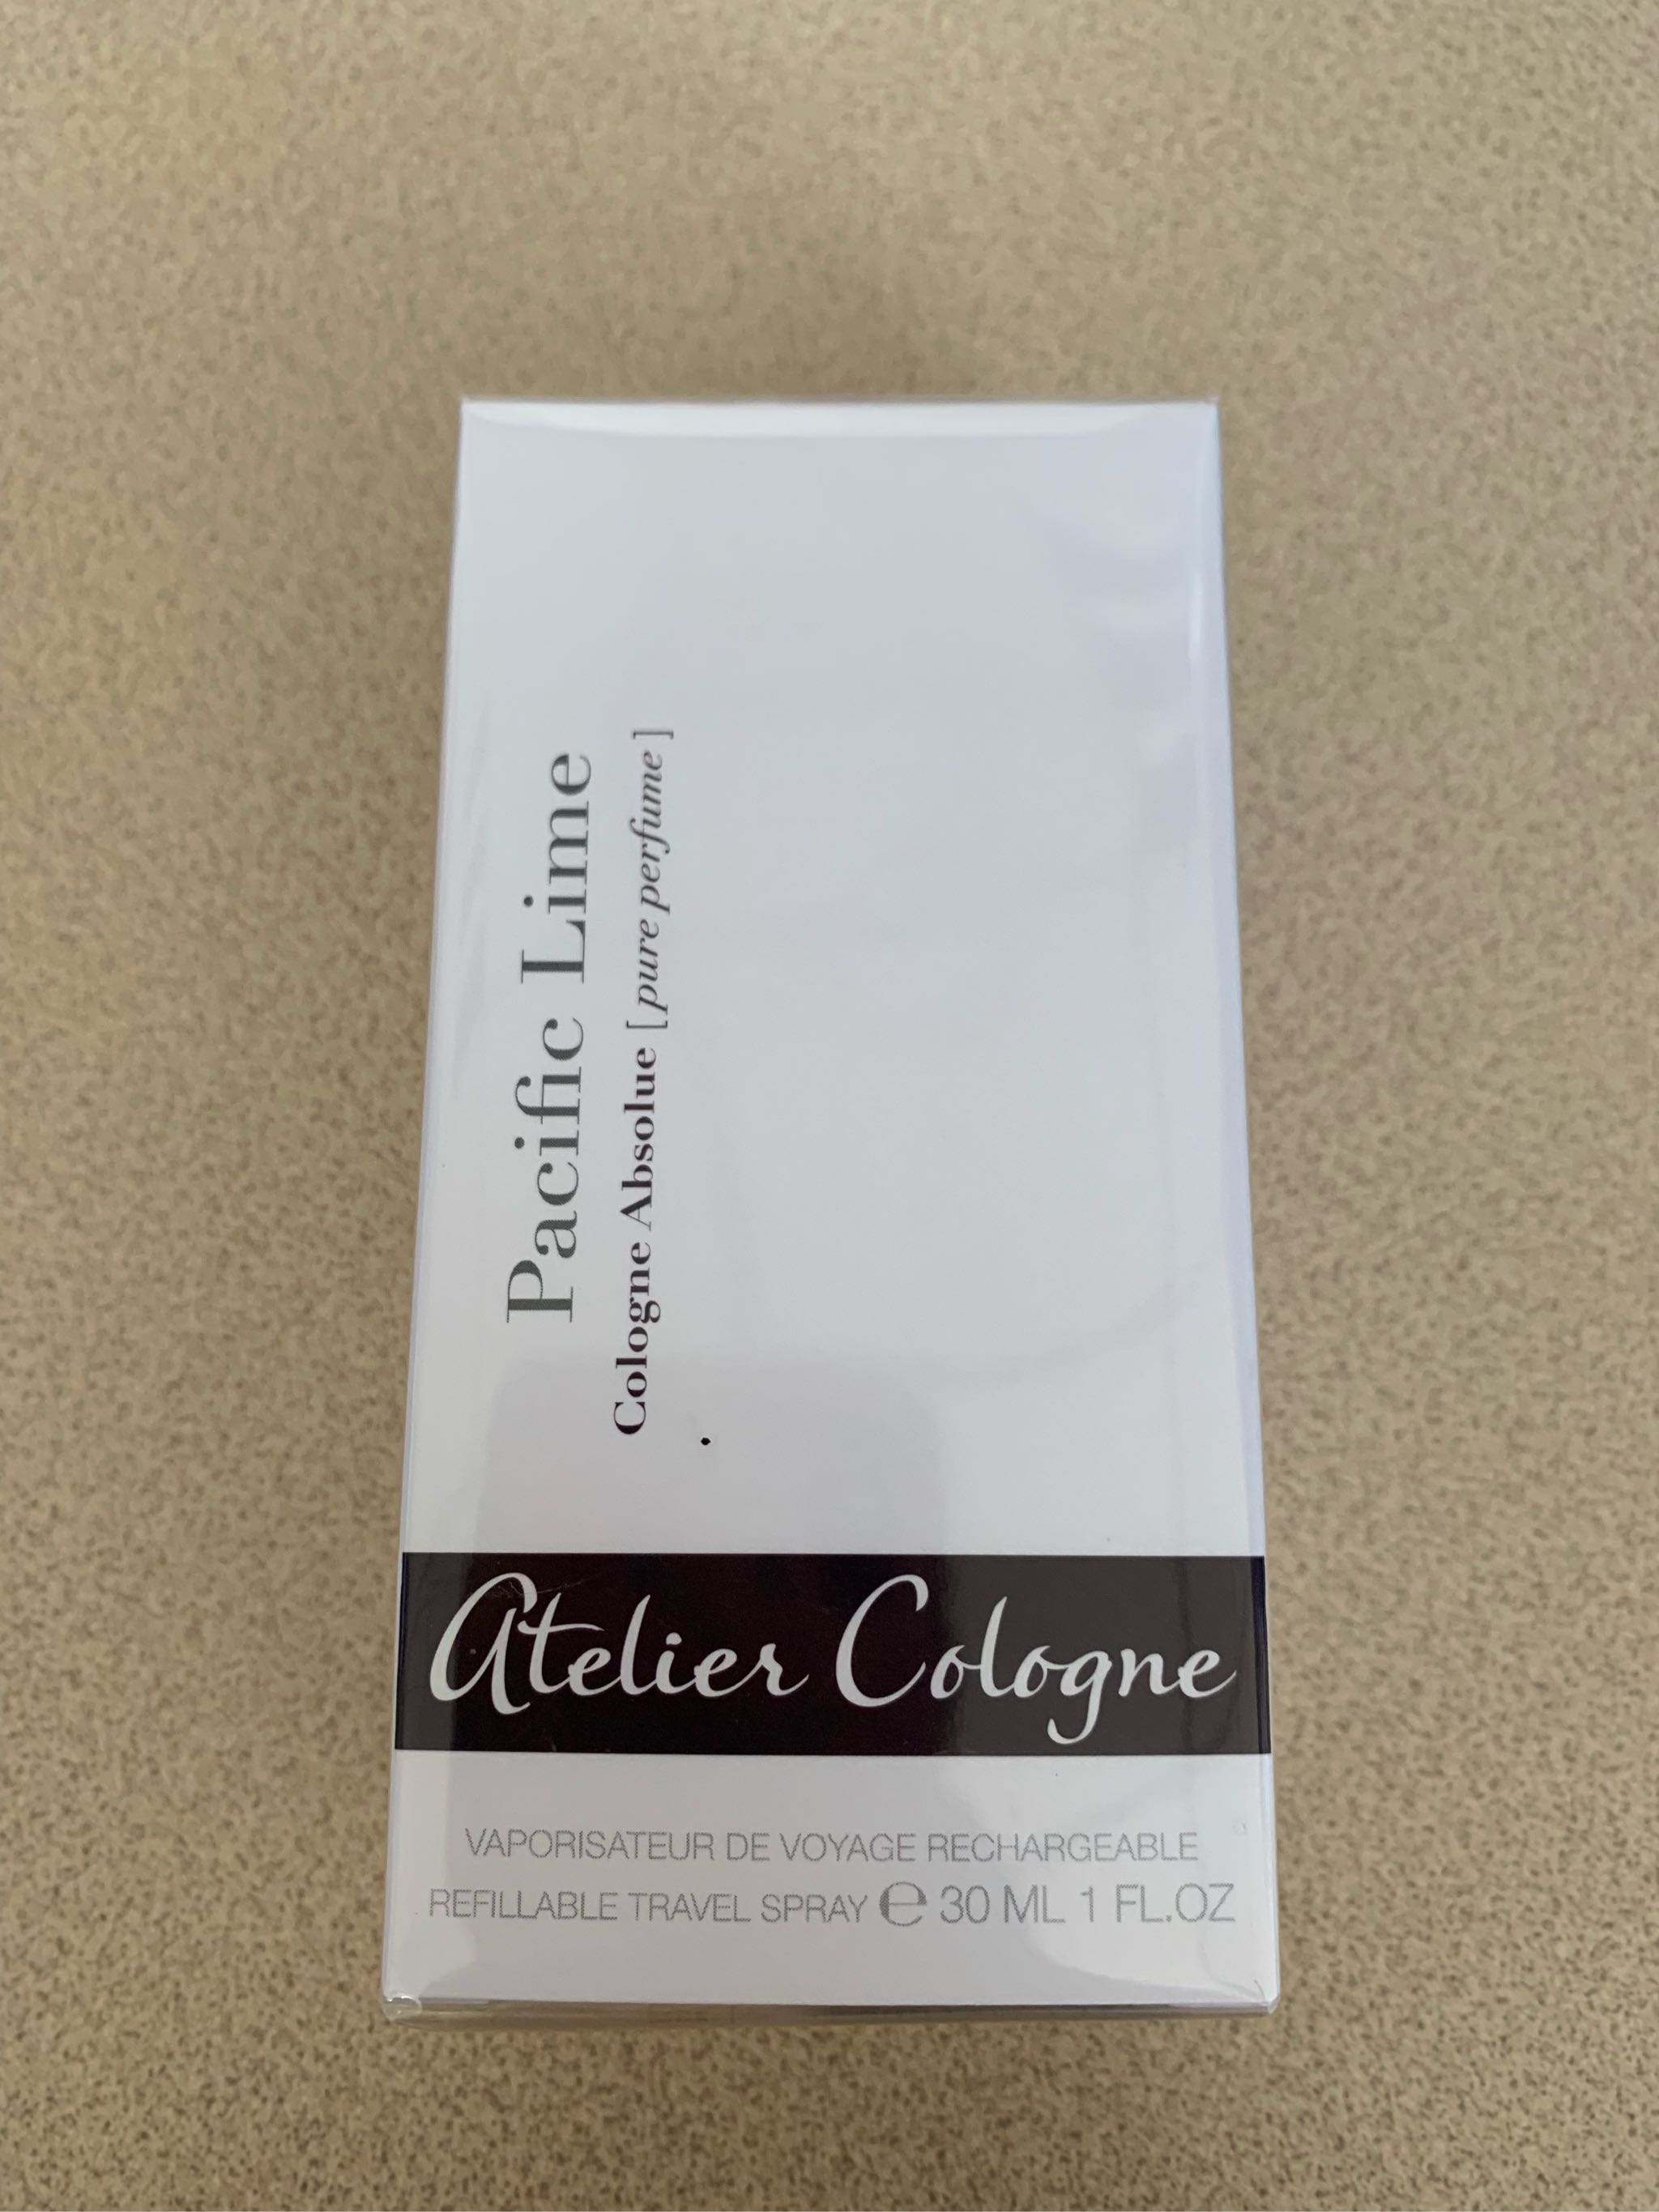 Pacific Lime
Cologne Absolue [pure perfume]
Atelier Cologne
VAPORISATEUR DE VOYAGE RECHARGEABLE
REFILLABLE TRAVEL SPRAY ℮ 30 ML 1 FL.OZ